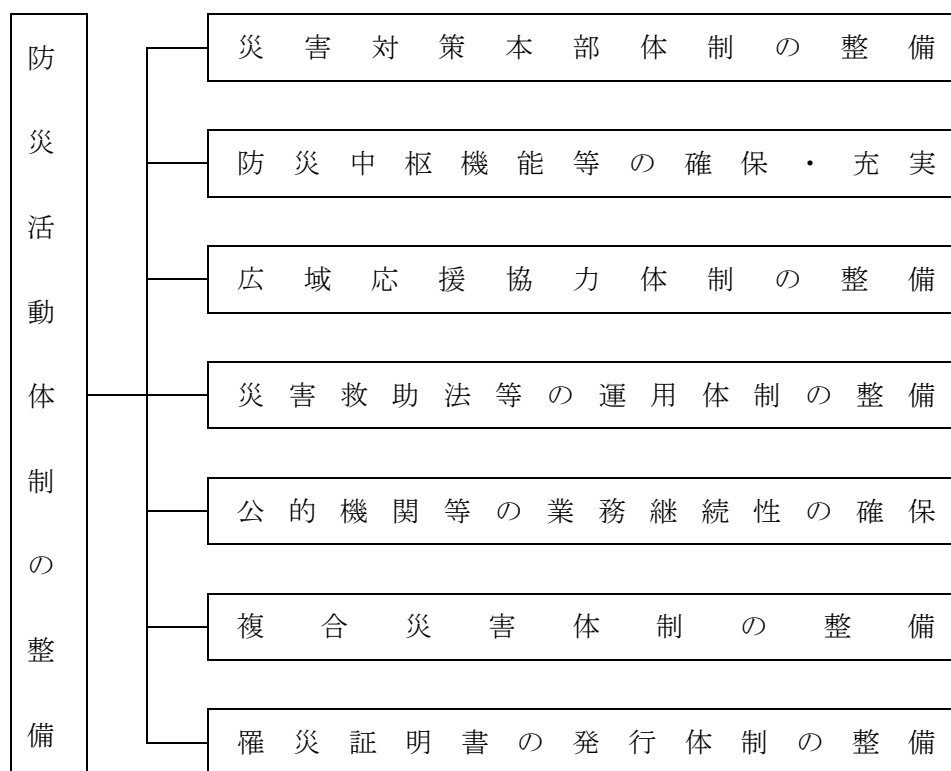 防災活動体制の整備
災害対策本部体制の整備
防災中枢機能等の確保・充実
広域応援協力体制の整備
災害救助法等の運用体制の整備
公的機関等の業務継続性の確保
複合災害体制の整備
罹災証明書の発行体制の整備